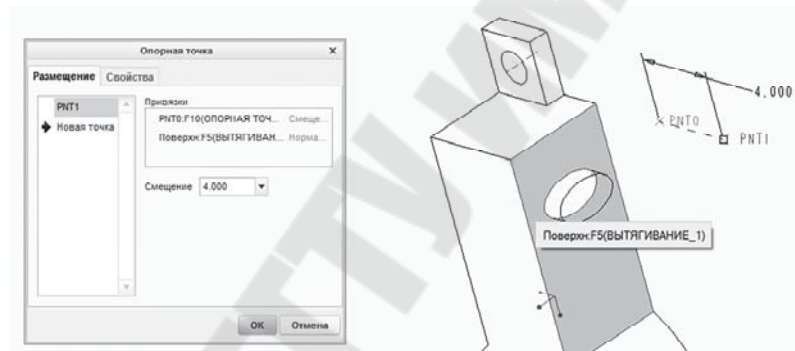 Опорная точка
Размещение Свойства
PNT1
Новая точка
Привязки
PNT0:F10(ОПОРНАЯ ТОЧ... Смеще...
Поверхн:F5(ВЫТЯГИВАН... Норма...
Смещение 4.000
ОК Отмена
4.000
PNT0
PNT1
Поверхн:F5(ВЫТЯГИВАНИЕ_1)